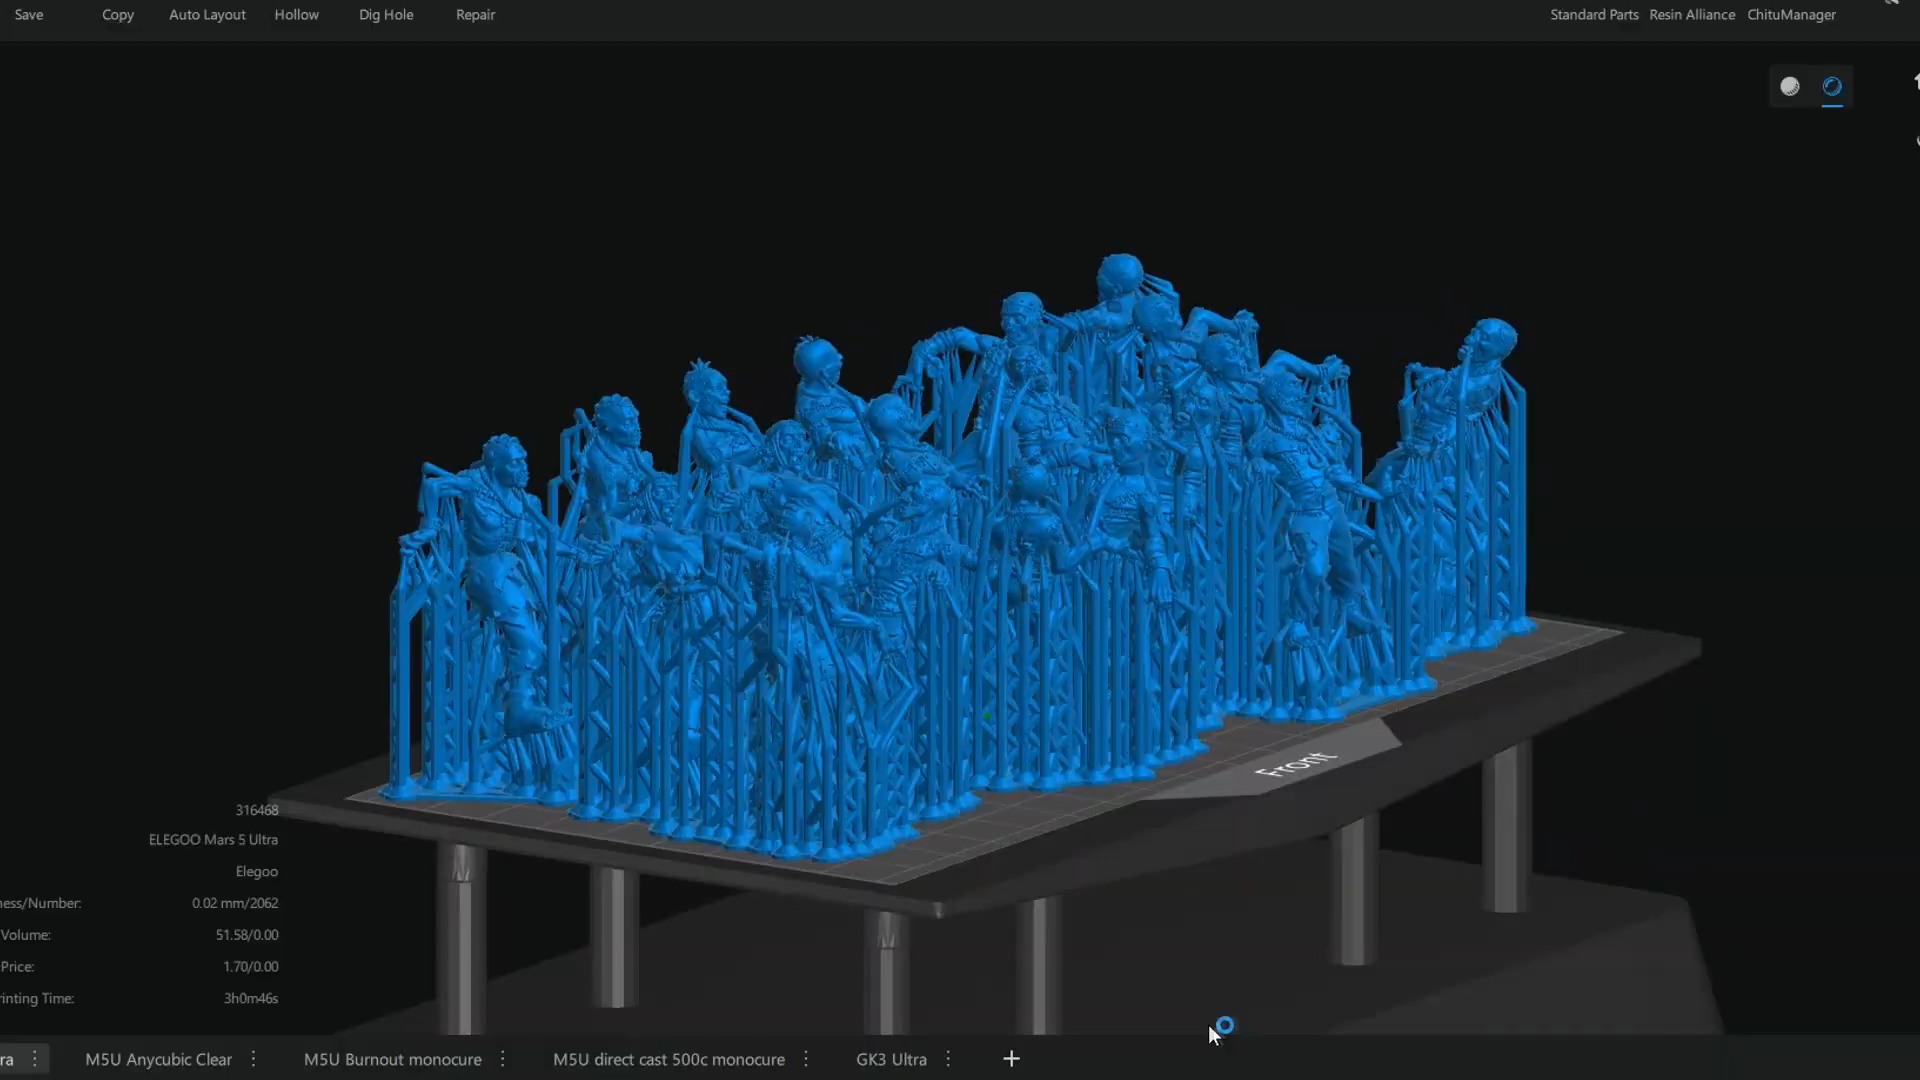 Save Copy Auto Layout Hollow Dig Hole Repair Standard Parts Resin Alliance ChituManager
Front
316468
ELEGOO Mars 5 Ultra
Elegoo
ness/Number: 0.02 mm/2062
Volume: 51.58/0.00
Price: 1.70/0.00
inting Time: 3h0m46s
ra M5U Anycubic Clear M5U Burnout monocure M5U direct cast 500c monocure GK3 Ultra +